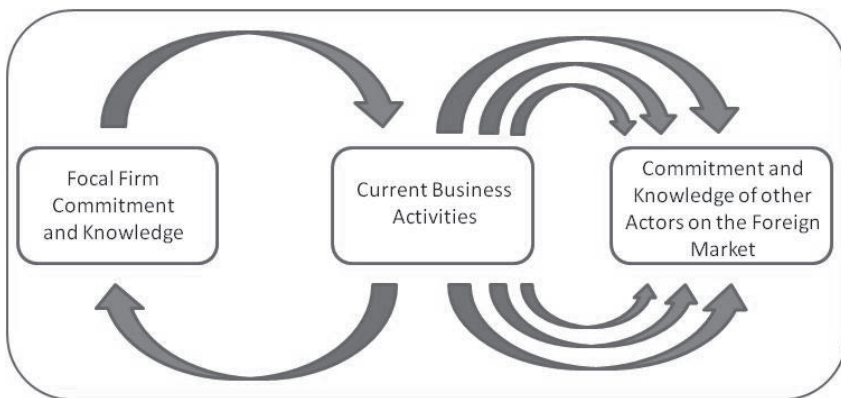 Focal Firm
Commitment
and Knowledge
Current Business
Activities
Commitment and
Knowledge of other
Actors on the Foreign
Market